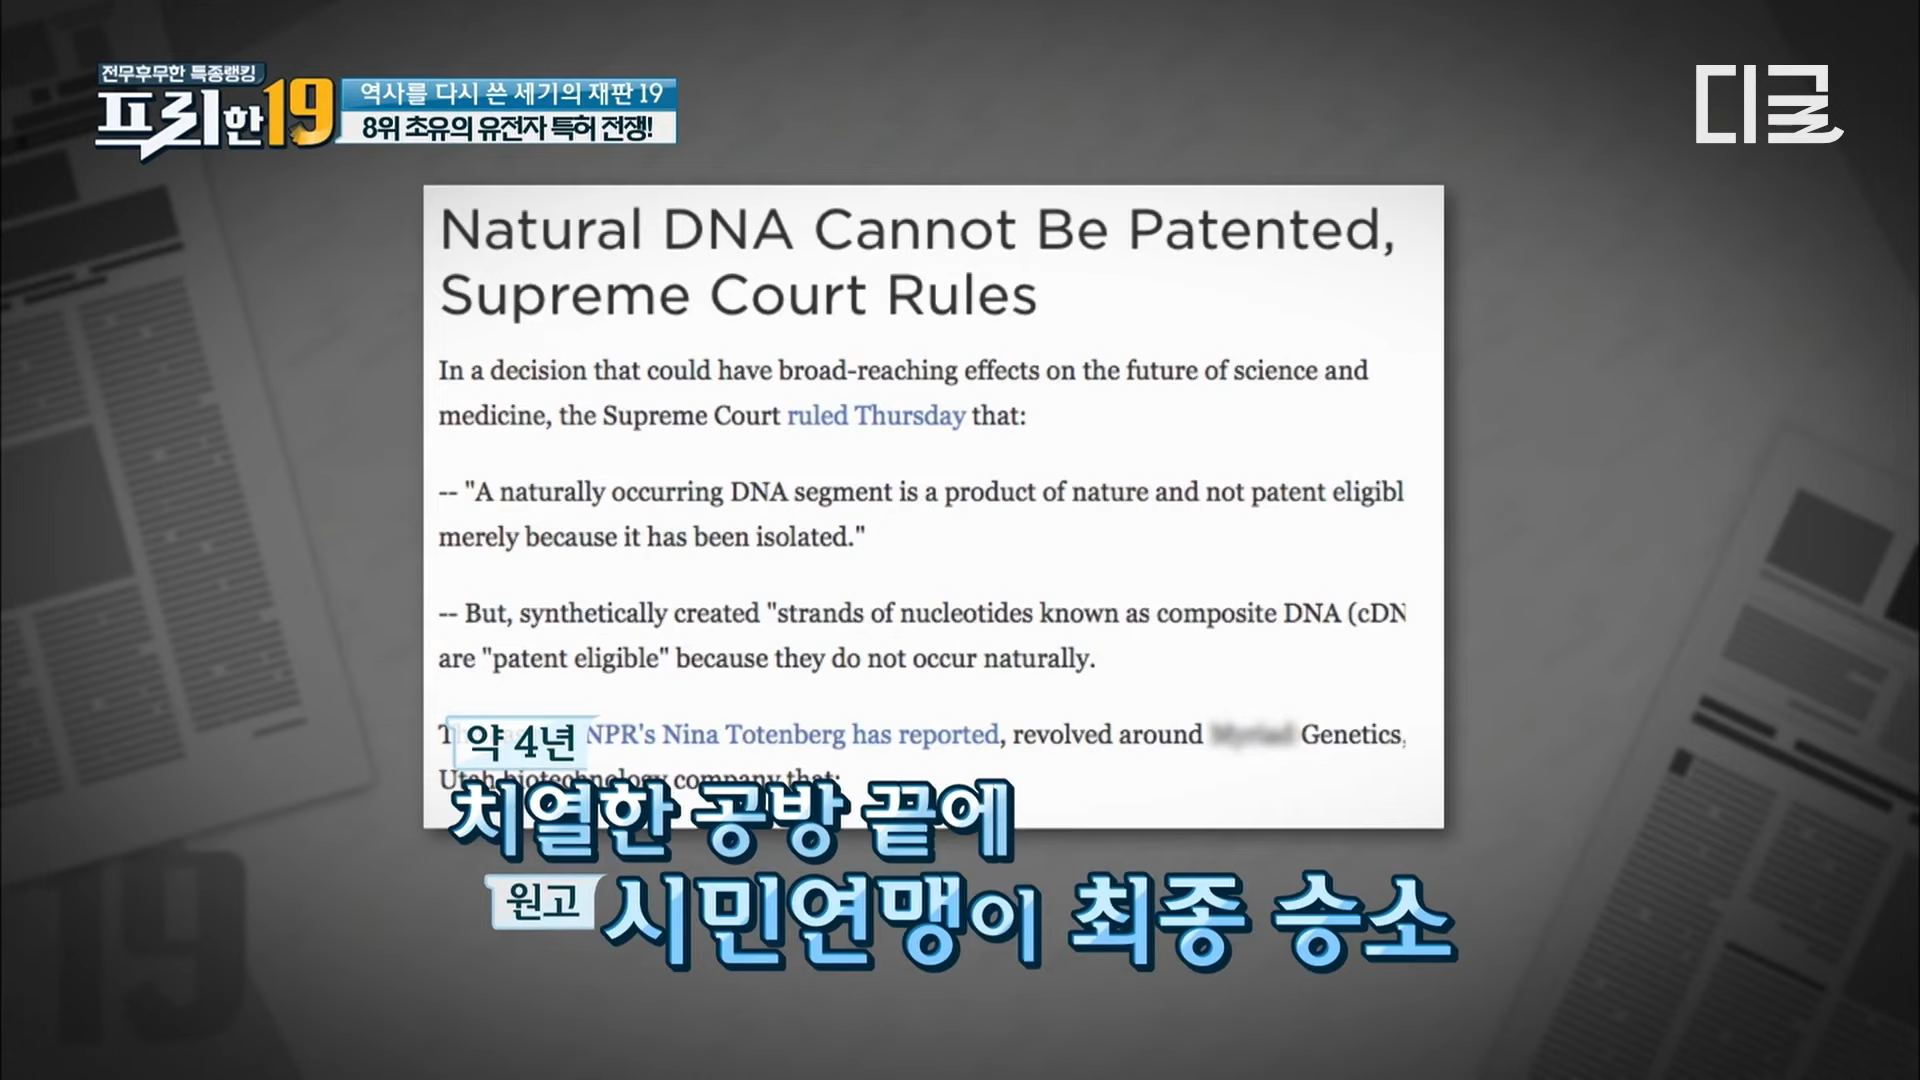 전무후무한 특종랭킹
프리한19
역사를 다시 쓴 세기의 재판 19
8위 초유의 유전자 특허 전쟁!
디글
Natural DNA Cannot Be Patented,
Supreme Court Rules
In a decision that could have broad-reaching effects on the future of science and
medicine, the Supreme Court ruled Thursday that:
-- "A naturally occurring DNA segment is a product of nature and not patent eligibl
merely because it has been isolated."
-- But, synthetically created "strands of nucleotides known as composite DNA (cDN
are "patent eligible" because they do not occur naturally.
NPR's Nina Totenberg has reported, revolved around Genetics,
Utah biotechnology company that:
약 4년
치열한 공방 끝에
원고 시민연맹이 최종 승소
19